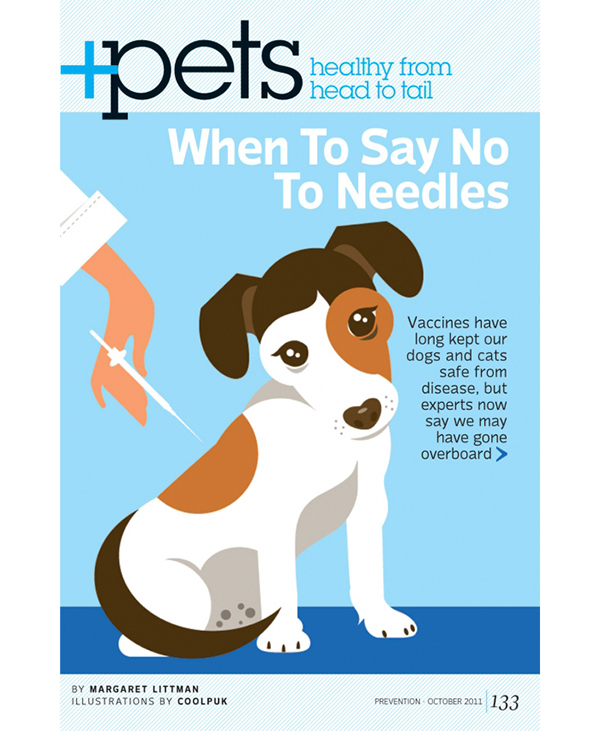 +pets
healthy from
head to tail
When To Say No
To Needles
Vaccines have
long kept our
dogs and cats
safe from
disease, but
experts now
say we may
have gone
overboard >
BY MARGARET LITTMAN
ILLUSTRATIONS BY COOLPUK
PREVENTION · OCTOBER 2011 133